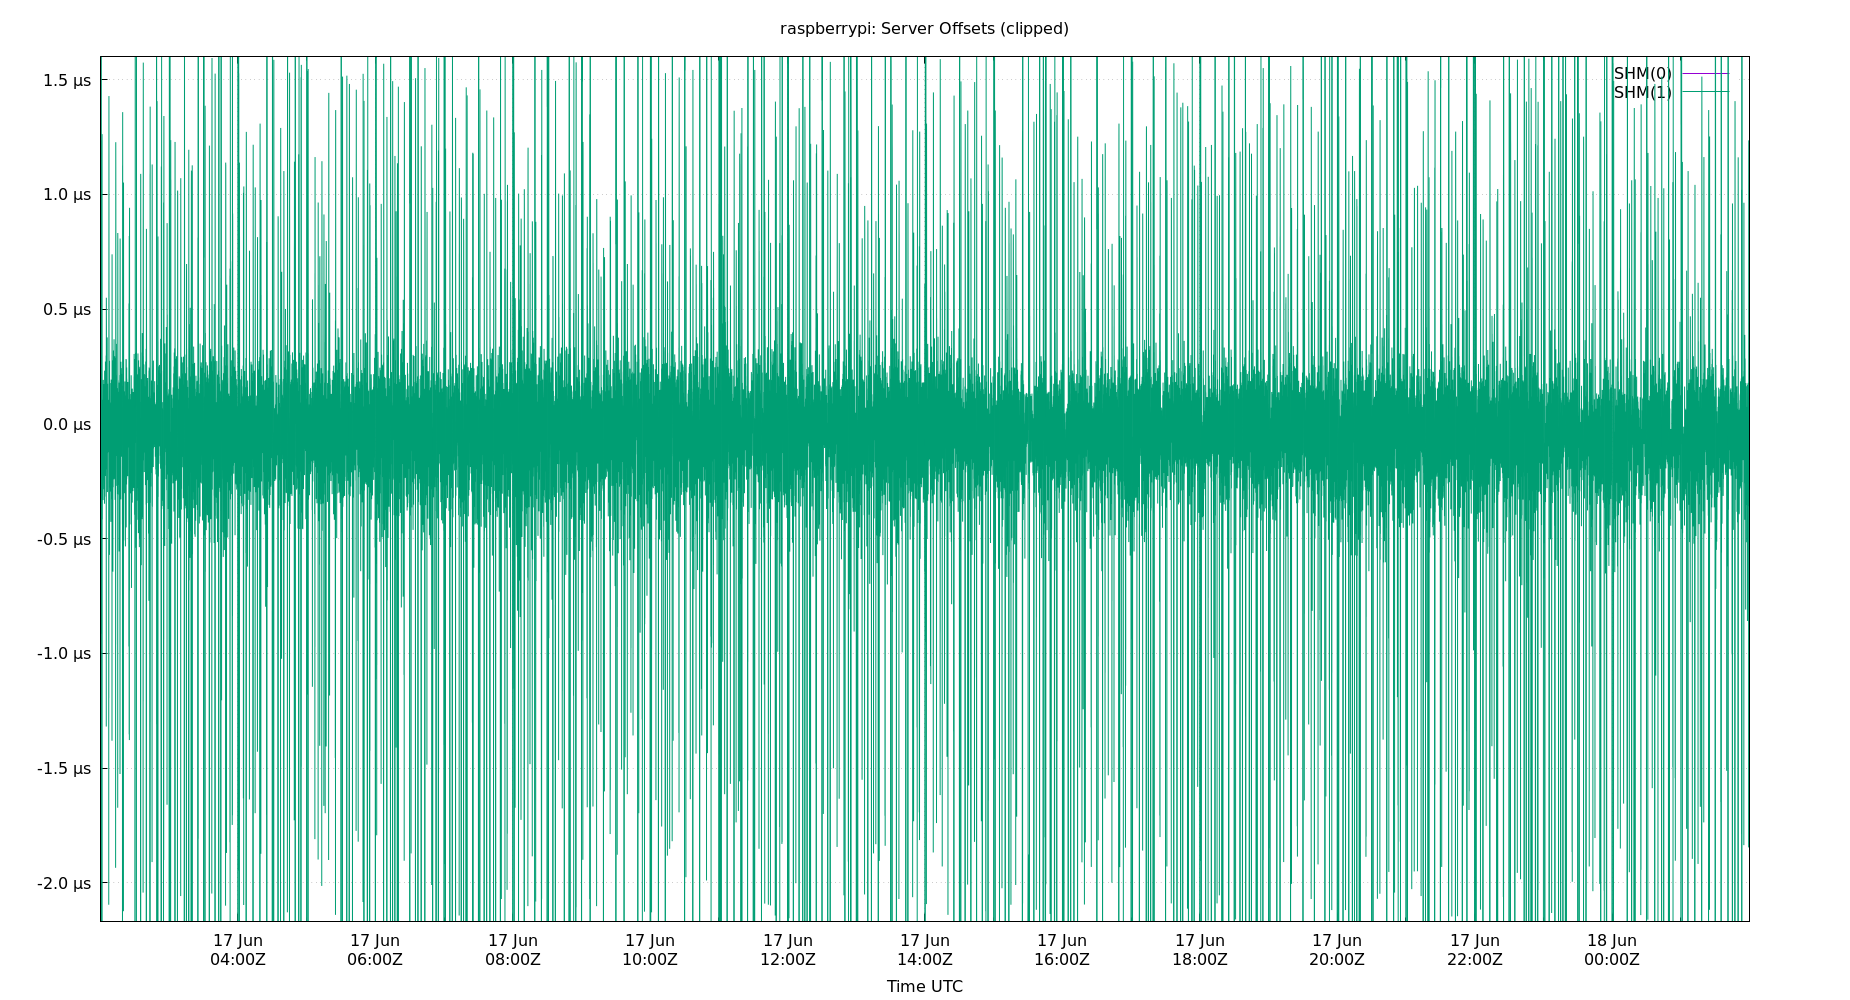 raspberrypi: Server Offsets (clipped)
SHM(0)
SHM(1)
1.5 µs
1.0 µs
0.5 µs
0.0 µs
-0.5 µs
-1.0 µs
-1.5 µs
-2.0 µs
17 Jun 17 Jun 17 Jun 17 Jun 17 Jun 17 Jun 17 Jun 17 Jun 17 Jun 17 Jun 18 Jun
04:00Z 06:00Z 08:00Z 10:00Z 12:00Z 14:00Z 16:00Z 18:00Z 20:00Z 22:00Z 00:00Z
Time UTC